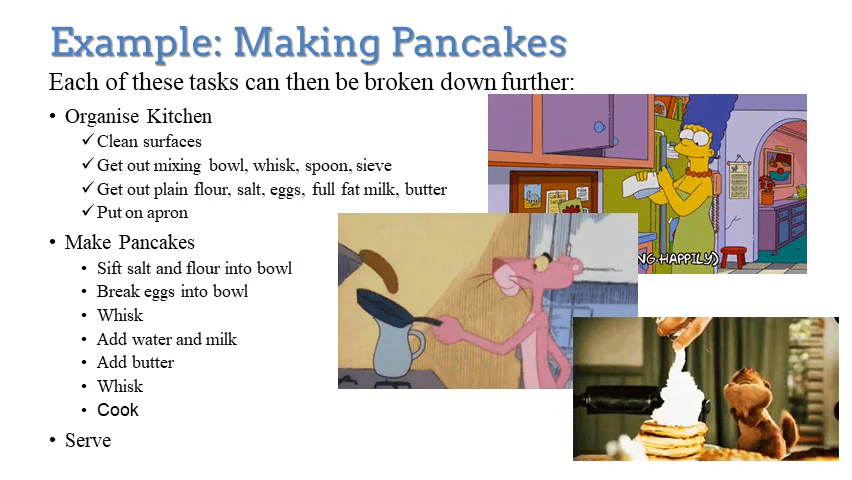 Example: Making Pancakes
Each of these tasks can then be broken down further:
• Organise Kitchen
✓ Clean surfaces
✓ Get out mixing bowl, whisk, spoon, sieve
✓ Get out plain flour, salt, eggs, full fat milk, butter
✓ Put on apron
• Make Pancakes
• Sift salt and flour into bowl
• Break eggs into bowl
• Whisk
• Add water and milk
• Add butter
• Whisk
• Cook
• Serve
NG HAPPILY)